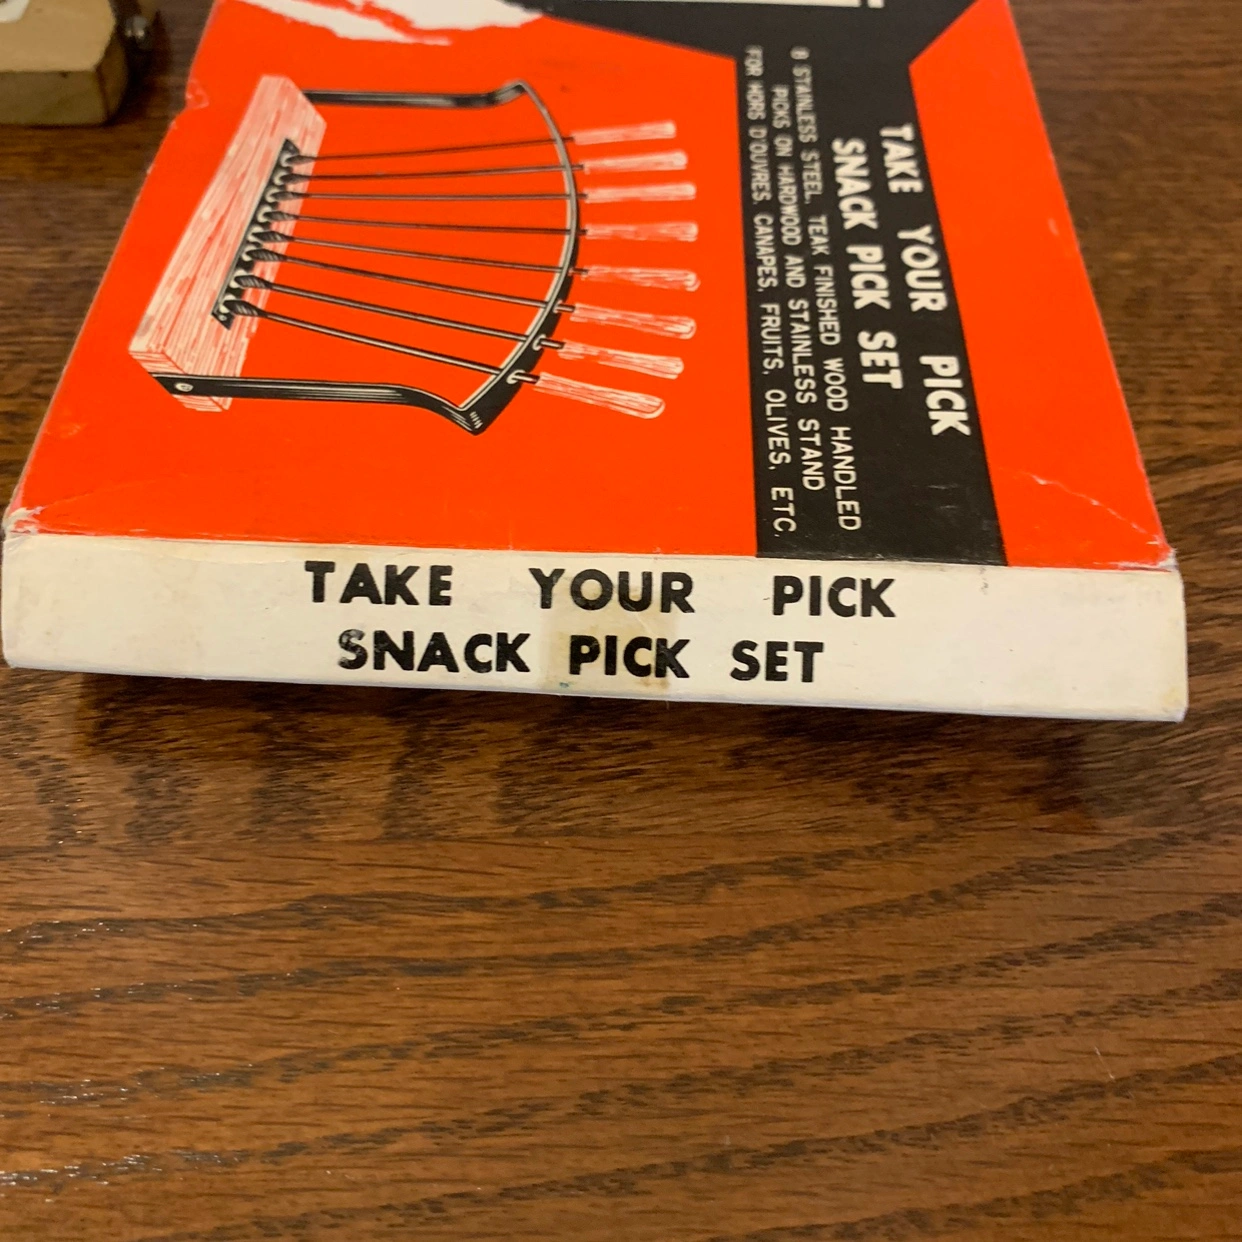 TAKE YOUR PICK
SNACK PICK SET
8 STAINLESS STEEL, TEAK FINISHED WOOD HANDLED
PICKS ON HARDWOOD AND STAINLESS STAND
FOR HORS D'OUVRES, CANAPES, FRUITS, OLIVES, ETC.
TAKE YOUR PICK
SNACK PICK SET